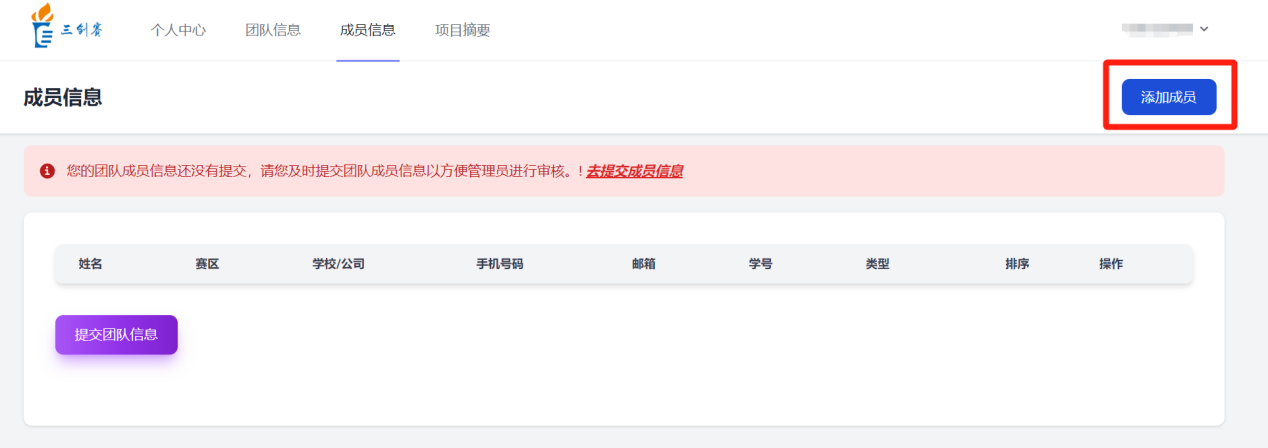 三创赛 个人中心 团队信息 成员信息 项目摘要
成员信息 添加成员
您的团队成员信息还没有提交，请您及时提交团队成员信息以方便管理员进行审核。! 去提交成员信息
姓名 赛区 学校/公司 手机号码 邮箱 学号 类型 排序 操作
提交团队信息